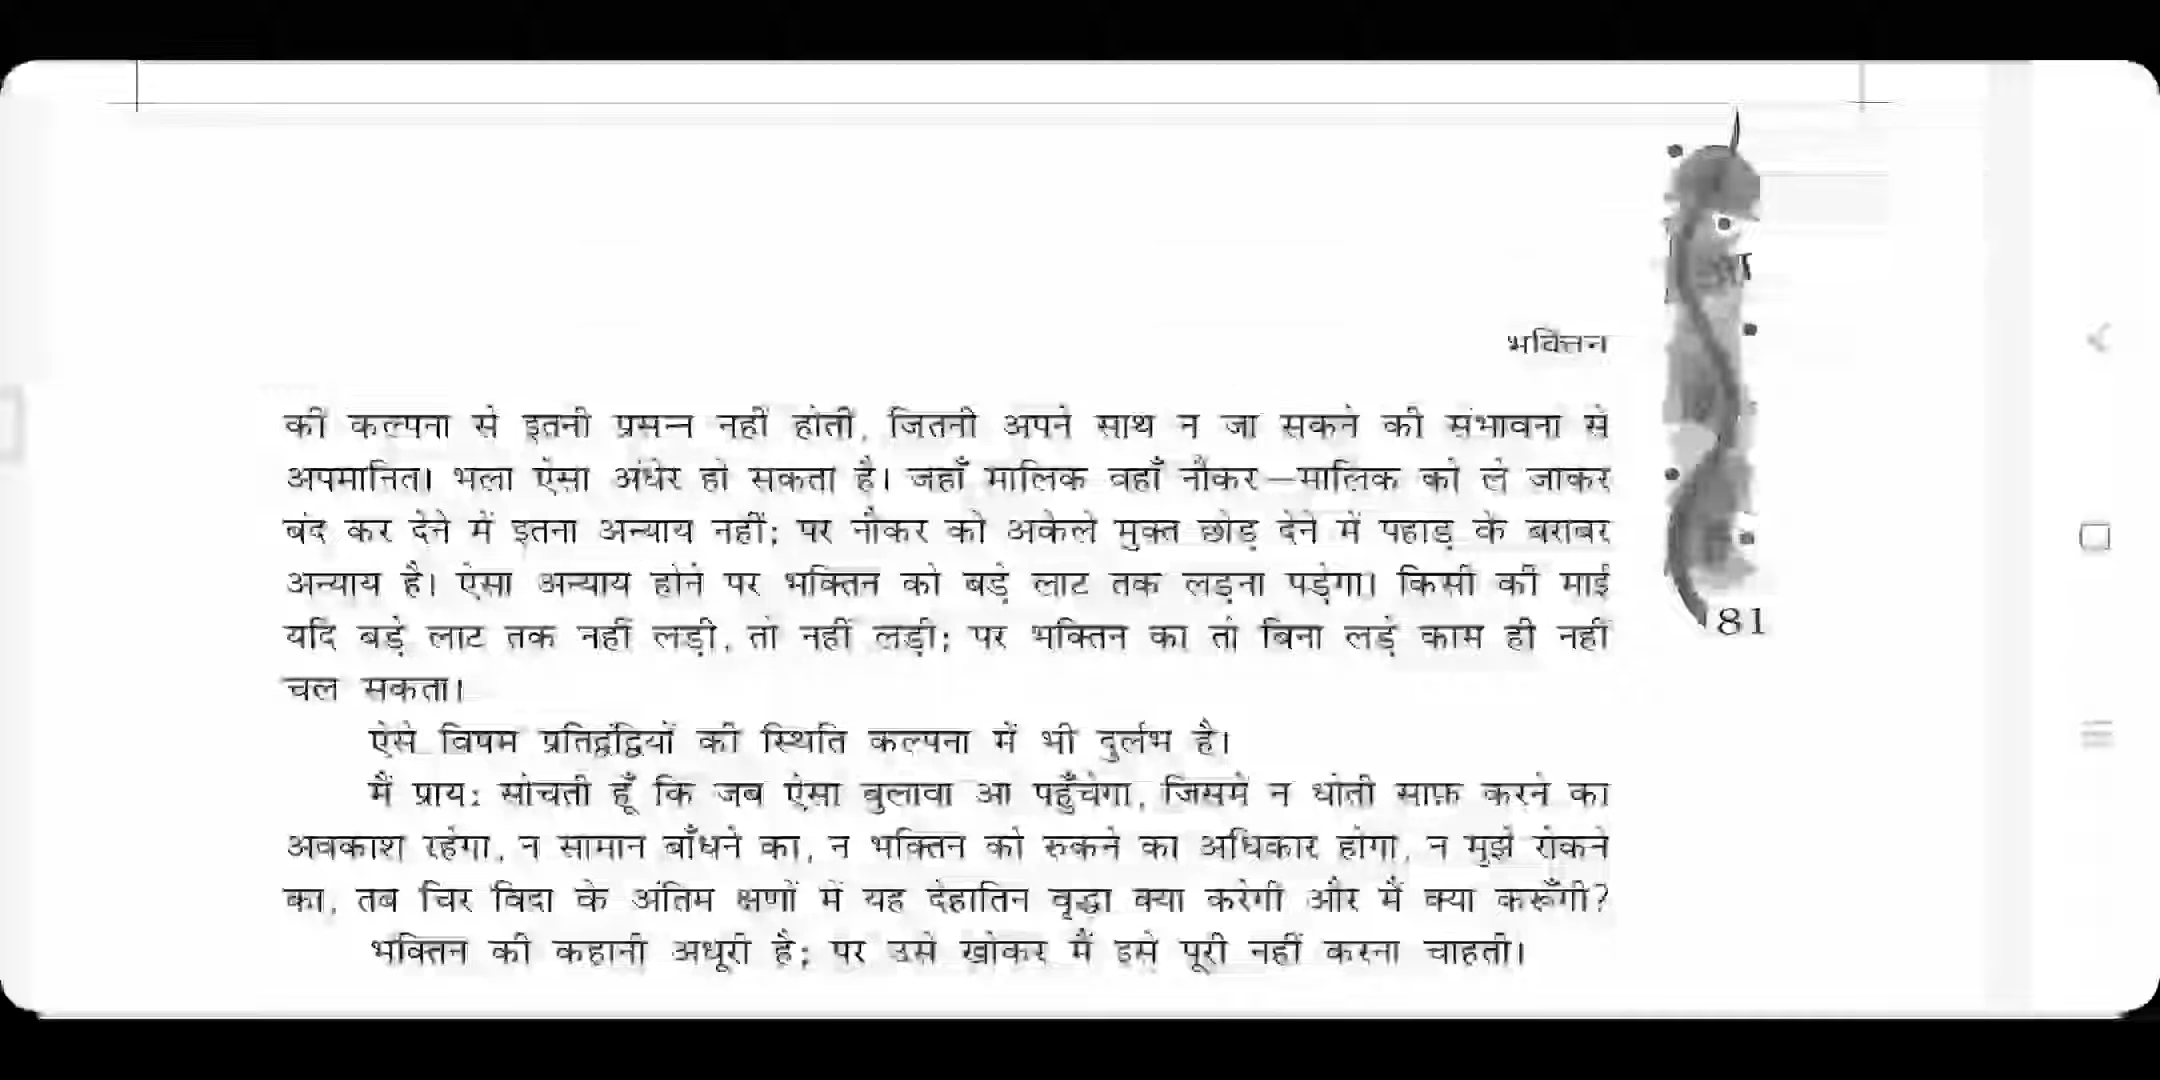 भक्तिन
की कल्पना से इतनी प्रसन्न नहीं होती, जितनी अपने साथ न जा सकने की संभावना से
अपमानित। भला ऐसा अंधेर हो सकता है। जहाँ मालिक वहाँ नौकर—मालिक को ले जाकर
बंद कर देने में इतना अन्याय नहीं; पर नौकर को अकेले मुक्त छोड़ देने में पहाड़ के बराबर
अन्याय है। ऐसा अन्याय होने पर भक्तिन को बड़े लाट तक लड़ना पड़ेगा। किसी की माई
यदि बड़े लाट तक नहीं लड़ी, तो नहीं लड़ी; पर भक्तिन का तो बिना लड़े काम ही नहीं
चल सकता।
ऐसे विषम प्रतिद्वंद्वियों की स्थिति कल्पना में भी दुर्लभ है।
मैं प्राय: सोचती हूँ कि जब ऐसा बुलावा आ पहुँचेगा, जिसमें न धोती साफ़ करने का
अवकाश रहेगा, न सामान बाँधने का, न भक्तिन को रुकने का अधिकार होगा, न मुझे रोकने
का, तब चिर विदा के अंतिम क्षणों में यह देहातिन वृद्धा क्या करेगी और मैं क्या करूँगी?
भक्तिन की कहानी अधूरी है; पर उसे खोकर मैं इसे पूरी नहीं करना चाहती।
81